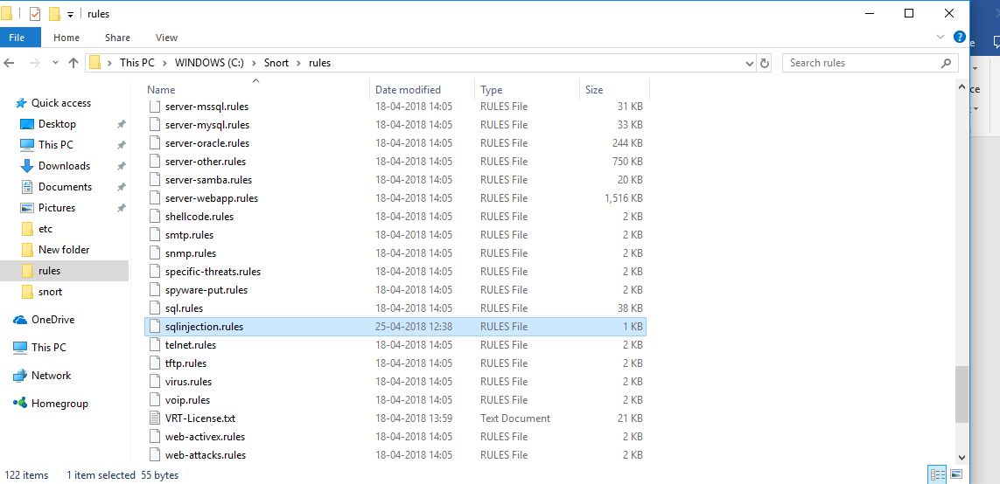 rules
File Home Share View
This PC > WINDOWS (C:) > Snort > rules
Search rules
Quick access
Desktop
This PC
Downloads
Documents
Pictures
etc
New folder
rules
snort
OneDrive
This PC
Network
Homegroup
Name Date modified Type Size
server-mssql.rules 18-04-2018 14:05 RULES File 31 KB
server-mysql.rules 18-04-2018 14:05 RULES File 33 KB
server-oracle.rules 18-04-2018 14:05 RULES File 244 KB
server-other.rules 18-04-2018 14:05 RULES File 750 KB
server-samba.rules 18-04-2018 14:05 RULES File 20 KB
server-webapp.rules 18-04-2018 14:05 RULES File 1,516 KB
shellcode.rules 18-04-2018 14:05 RULES File 2 KB
smtp.rules 18-04-2018 14:05 RULES File 2 KB
snmp.rules 18-04-2018 14:05 RULES File 2 KB
specific-threats.rules 18-04-2018 14:05 RULES File 2 KB
spyware-put.rules 18-04-2018 14:05 RULES File 2 KB
sql.rules 18-04-2018 14:05 RULES File 38 KB
sqlinjection.rules 25-04-2018 12:38 RULES File 1 KB
telnet.rules 18-04-2018 14:05 RULES File 2 KB
tftp.rules 18-04-2018 14:05 RULES File 2 KB
virus.rules 18-04-2018 14:05 RULES File 2 KB
voip.rules 18-04-2018 14:05 RULES File 2 KB
VRT-License.txt 18-04-2018 13:59 Text Document 21 KB
web-activex.rules 18-04-2018 14:05 RULES File 2 KB
web-attacks.rules 18-04-2018 14:05 RULES File 2 KB
122 items 1 item selected 55 bytes